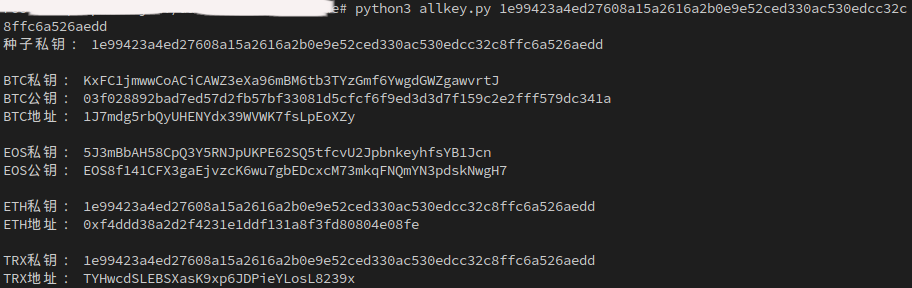 e# python3 allkey.py 1e99423a4ed27608a15a2616a2b0e9e52ced330ac530edcc32c
8ffc6a526aedd
种子私钥： 1e99423a4ed27608a15a2616a2b0e9e52ced330ac530edcc32c8ffc6a526aedd
BTC私钥： KxFC1jmwwCoACiCAWZ3eXa96mBM6tb3TYzGmf6YwgdGWZgawvrtJ
BTC公钥： 03f028892bad7ed57d2fb57bf33081d5cfcf6f9ed3d3d7f159c2e2fff579dc341a
BTC地址： 1J7mdg5rbQyUHENYdx39WVWK7fsLpEoXZy
EOS私钥： 5J3mBbAH58CpQ3Y5RNJpUKPE62SQ5tfcvU2JpbnkeyhfsYB1Jcn
EOS公钥： EOS8f141CFX3gaEjvzcK6wu7gbEDcxcM73mkqFNQmYN3pdskNwgH7
ETH私钥： 1e99423a4ed27608a15a2616a2b0e9e52ced330ac530edcc32c8ffc6a526aedd
ETH地址： 0xf4ddd38a2d2f4231e1ddf131a8f3fd80804e08fe
TRX私钥： 1e99423a4ed27608a15a2616a2b0e9e52ced330ac530edcc32c8ffc6a526aedd
TRX地址： TYHwcdSLEBSXasK9xp6JDPieYLosL8239x